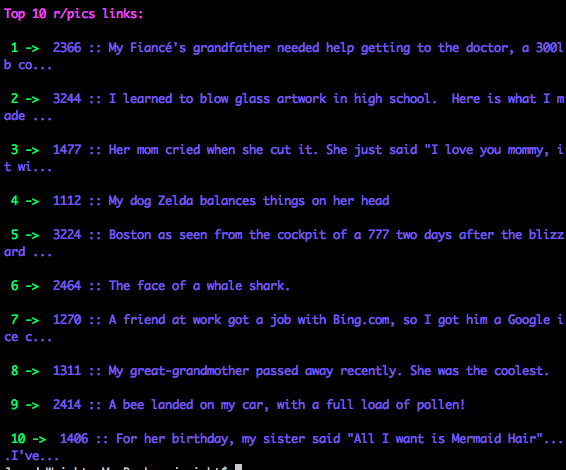 Top 10 r/pics links:
1 -> 2366 :: My Fiancé's grandfather needed help getting to the doctor, a 300l
b co...
2 -> 3244 :: I learned to blow glass artwork in high school.  Here is what I m
ade ...
3 -> 1477 :: Her mom cried when she cut it. She just said "I love you mommy, i
t wi...
4 -> 1112 :: My dog Zelda balances things on her head
5 -> 3224 :: Boston as seen from the cockpit of a 777 two days after the blizz
ard ...
6 -> 2464 :: The face of a whale shark.
7 -> 1270 :: A friend at work got a job with Bing.com, so I got him a Google i
ce c...
8 -> 1311 :: My great-grandmother passed away recently. She was the coolest.
9 -> 2414 :: A bee landed on my car, with a full load of pollen!
10 -> 1406 :: For her birthday, my sister said "All I want is Mermaid Hair"...
.I've...